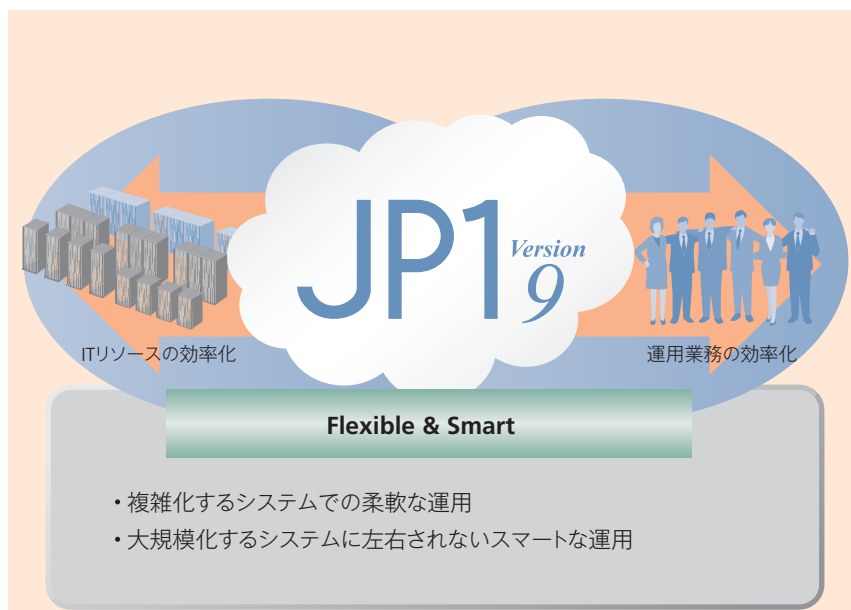 JP1 Version 9
ITリソースの効率化
運用業務の効率化
Flexible & Smart
・複雑化するシステムでの柔軟な運用
・大規模化するシステムに左右されないスマートな運用